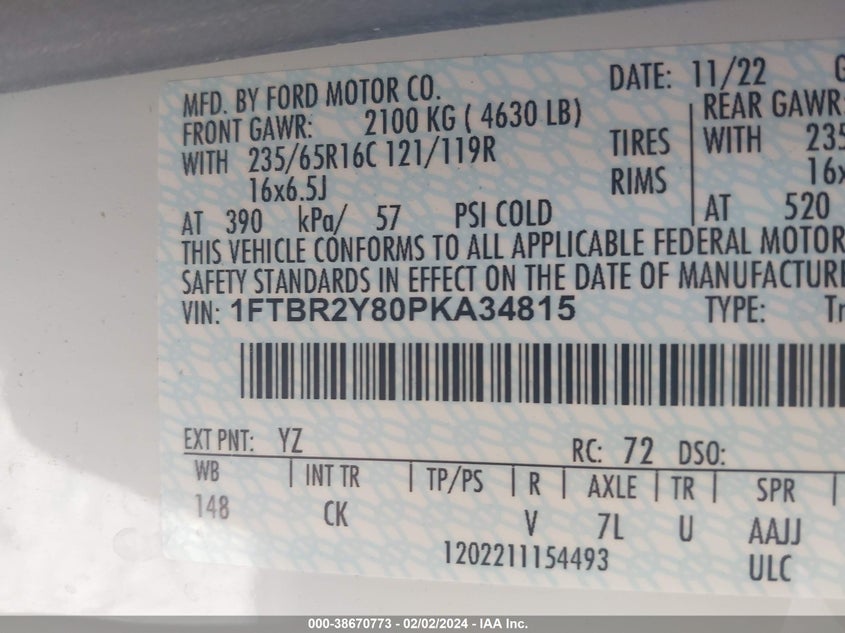 MFD. BY FORD MOTOR CO. DATE: 11/22
FRONT GAWR: 2100 KG ( 4630 LB) REAR GAWR:
WITH 235/65R16C 121/119R TIRES WITH 235
16x6.5J RIMS 16x
AT 390 kPa/ 57 PSI COLD AT 520
THIS VEHICLE CONFORMS TO ALL APPLICABLE FEDERAL MOTOR
SAFETY STANDARDS IN EFFECT ON THE DATE OF MANUFACTURE
VIN: 1FTBR2Y80PKA34815 TYPE: Tr
EXT PNT: YZ RC: 72 DSO:
WB INT TR TP/PS R AXLE TR SPR
148 CK V 7L U AAJJ
1202211154493 ULC
000-38670773 - 02/02/2024 - IAA Inc.